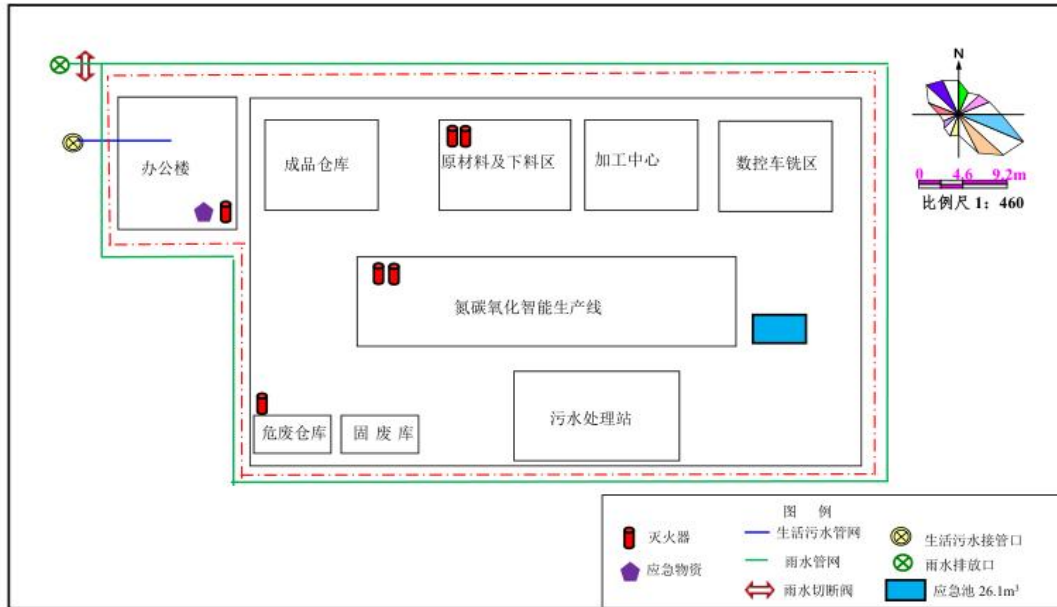 N
0 4.6 9.2m
比例尺 1：460
办公楼
成品仓库
原材料及下料区
加工中心
数控车铣区
氮碳氧化智能生产线
污水处理站
危废仓库
固 废 库
图 例
灭火器
生活污水管网
生活污水接管口
应急物资
雨水管网
雨水排放口
雨水切断阀
应急池 26.1m³